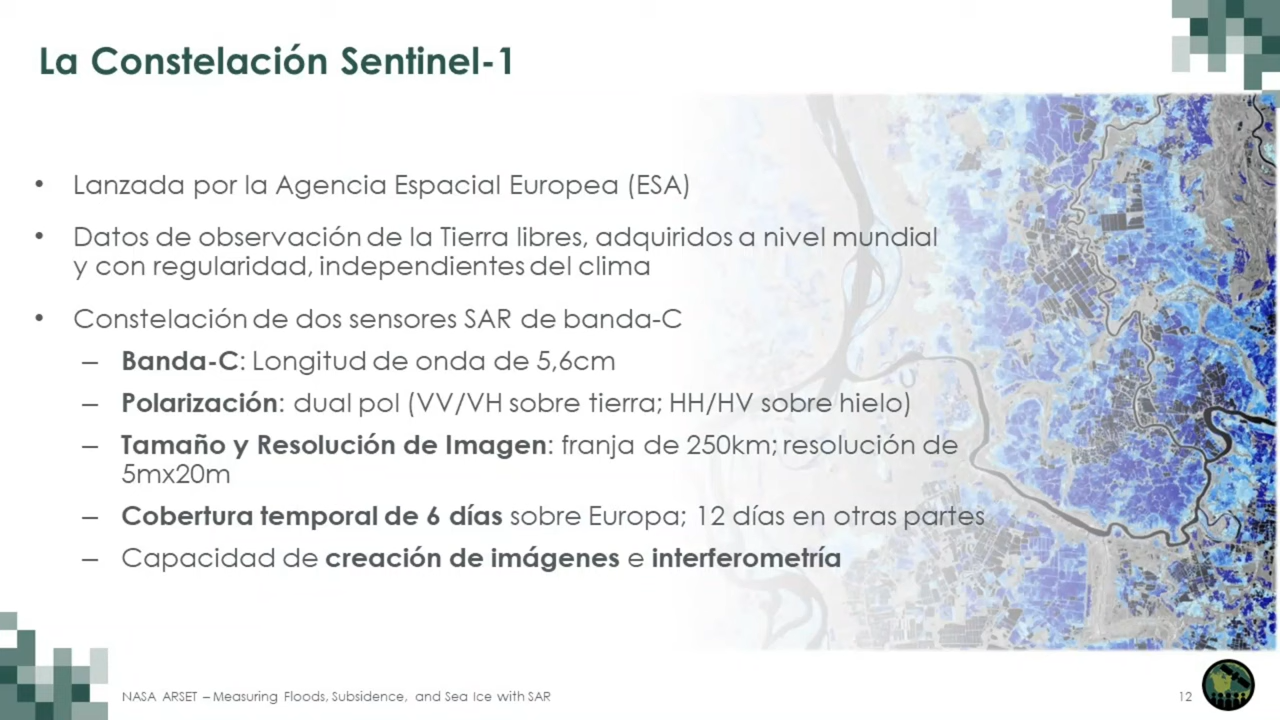 La Constelación Sentinel-1
• Lanzada por la Agencia Espacial Europea (ESA)
• Datos de observación de la Tierra libres, adquiridos a nivel mundial
y con regularidad, independientes del clima
• Constelación de dos sensores SAR de banda-C
– Banda-C: Longitud de onda de 5,6cm
– Polarización: dual pol (VV/VH sobre tierra; HH/HV sobre hielo)
– Tamaño y Resolución de Imagen: franja de 250km; resolución de
5mx20m
– Cobertura temporal de 6 días sobre Europa; 12 días en otras partes
– Capacidad de creación de imágenes e interferometría
NASA ARSET – Measuring Floods, Subsidence, and Sea Ice with SAR
12